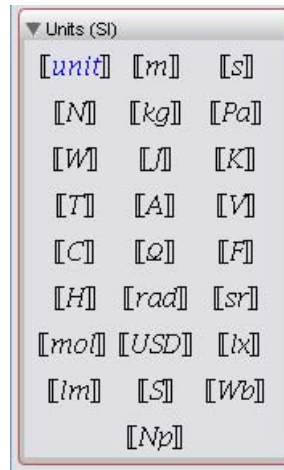 ▼ Units (SI)
⟦unit⟧ ⟦m⟧ ⟦s⟧
⟦N⟧ ⟦kg⟧ ⟦Pa⟧
⟦W⟧ ⟦J⟧ ⟦K⟧
⟦T⟧ ⟦A⟧ ⟦V⟧
⟦C⟧ ⟦Ω⟧ ⟦F⟧
⟦H⟧ ⟦rad⟧ ⟦sr⟧
⟦mol⟧ ⟦USD⟧ ⟦lx⟧
⟦lm⟧ ⟦S⟧ ⟦Wb⟧
⟦Np⟧